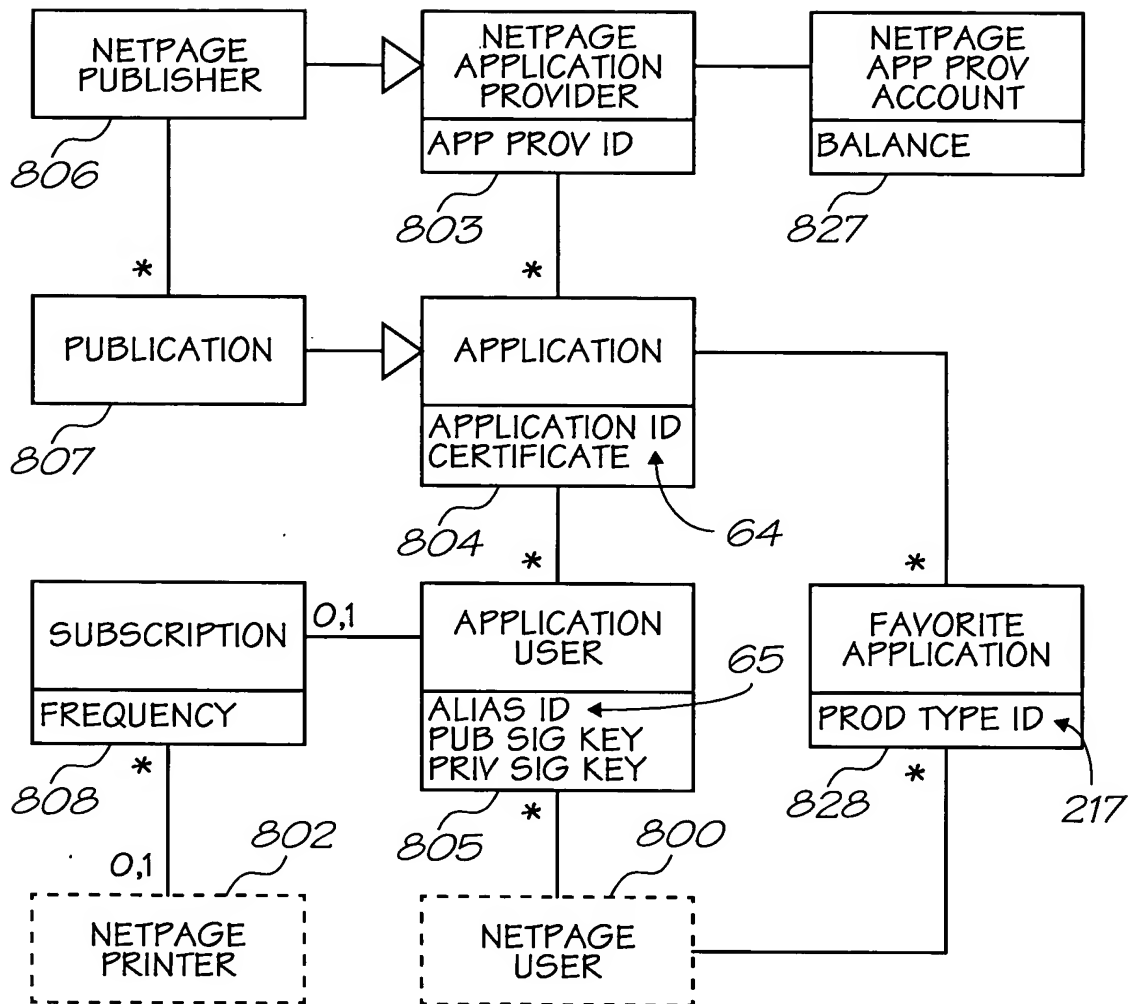 NETPAGE
PUBLISHER
806
*
NETPAGE
APPLICATION
PROVIDER
APP PROV ID
803
*
NETPAGE
APP PROV
ACCOUNT
BALANCE
827
PUBLICATION
807
APPLICATION
APPLICATION ID
CERTIFICATE
804
64
*
*
SUBSCRIPTION
FREQUENCY
808
*
0,1
0,1
APPLICATION
USER
ALIAS ID
PUB SIG KEY
PRIV SIG KEY
65
805
*
FAVORITE
APPLICATION
PROD TYPE ID
828
*
217
802
NETPAGE
PRINTER
800
NETPAGE
USER